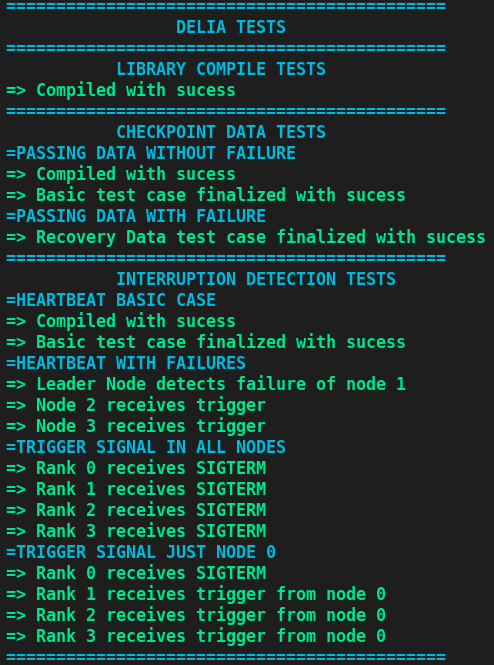 ============================================
DELIA TESTS
============================================
LIBRARY COMPILE TESTS
=> Compiled with sucess
============================================
CHECKPOINT DATA TESTS
=PASSING DATA WITHOUT FAILURE
=> Compiled with sucess
=> Basic test case finalized with sucess
=PASSING DATA WITH FAILURE
=> Recovery Data test case finalized with sucess
============================================
INTERRUPTION DETECTION TESTS
=HEARTBEAT BASIC CASE
=> Compiled with sucess
=> Basic test case finalized with sucess
=HEARTBEAT WITH FAILURES
=> Leader Node detects failure of node 1
=> Node 2 receives trigger
=> Node 3 receives trigger
=TRIGGER SIGNAL IN ALL NODES
=> Rank 0 receives SIGTERM
=> Rank 1 receives SIGTERM
=> Rank 2 receives SIGTERM
=> Rank 3 receives SIGTERM
=TRIGGER SIGNAL JUST NODE 0
=> Rank 0 receives SIGTERM
=> Rank 1 receives trigger from node 0
=> Rank 2 receives trigger from node 0
=> Rank 3 receives trigger from node 0
============================================